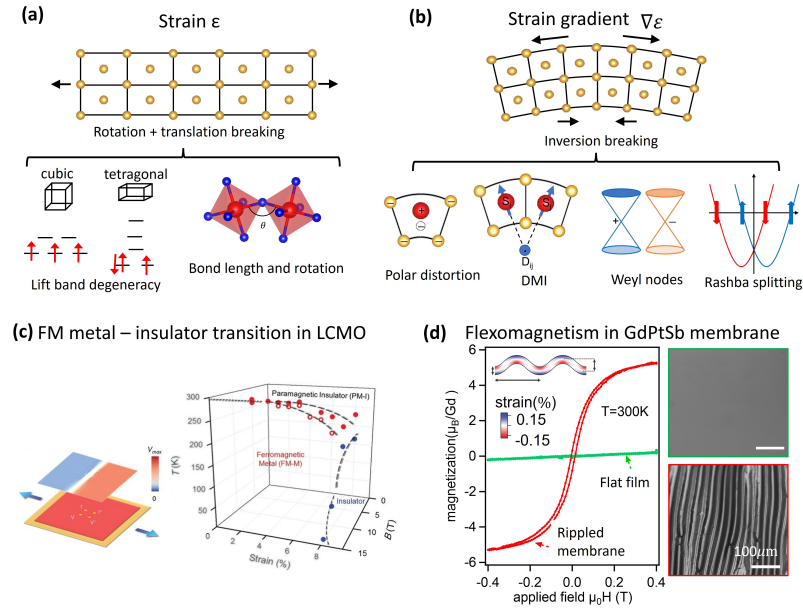 (a)
Strain ε
Rotation + translation breaking
cubic
tetragonal
θ
Lift band degeneracy
Bond length and rotation
(b)
Strain gradient ∇ε
Inversion breaking
+
−
−
−
−
−
Polar distortion
Si
Sj
Dij
DMI
+
−
Weyl nodes
Rashba splitting
(c) FM metal – insulator transition in LCMO
Vmax
0
Paramagnetic Insulator (PM-I)
Ferromagnetic
Metal (FM-M)
Insulator
T (K)
300
250
200
150
100
50
0
0
2
4
6
8
Strain (%)
0
5
10
15
B (T)
(d) Flexomagnetism in GdPtSb membrane
magnetization(μB/Gd)
6
4
2
0
-2
-4
-6
strain(%)
0.15
-0.15
T=300K
Flat film
Rippled
membrane
-0.4
-0.2
0.0
0.2
0.4
applied field μ0H (T)
100μm